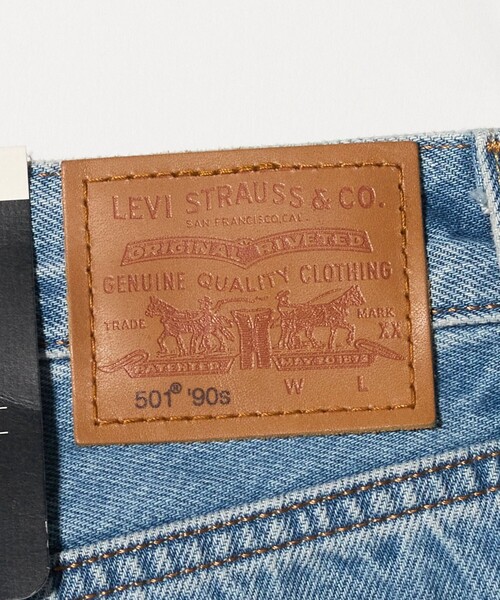 LEVI STRAUSS & CO.
SAN FRANCISCO, CAL.
ORIGINAL RIVETED
GENUINE QUALITY CLOTHING
TRADE MARK
XX
PATENTED MAY 20 1873
501® '90s W L